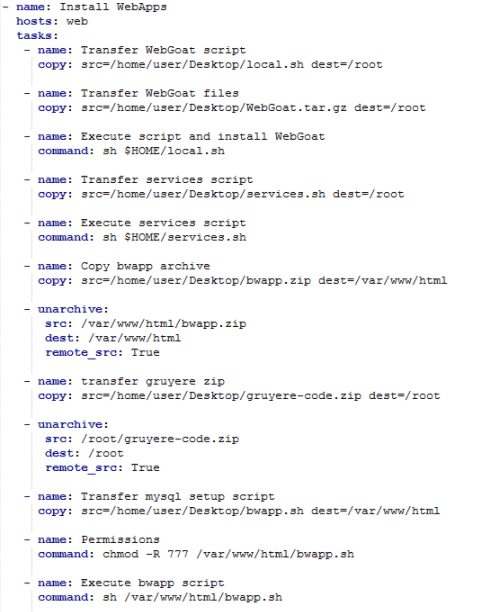 - name: Install WebApps
  hosts: web
  tasks:
   - name: Transfer WebGoat script
     copy: src=/home/user/Desktop/local.sh dest=/root
   - name: Transfer WebGoat files
     copy: src=/home/user/Desktop/WebGoat.tar.gz dest=/root
   - name: Execute script and install WebGoat
     command: sh $HOME/local.sh
   - name: Transfer services script
     copy: src=/home/user/Desktop/services.sh dest=/root
   - name: Execute services script
     command: sh $HOME/services.sh
   - name: Copy bwapp archive
     copy: src=/home/user/Desktop/bwapp.zip dest=/var/www/html
   - unarchive:
      src: /var/www/html/bwapp.zip
      dest: /var/www/html
      remote_src: True
   - name: transfer gruyere zip
     copy: src=/home/user/Desktop/gruyere-code.zip dest=/root
   - unarchive:
      src: /root/gruyere-code.zip
      dest: /root
      remote_src: True
   - name: Transfer mysql setup script
     copy: src=/home/user/Desktop/bwapp.sh dest=/var/www/html
   - name: Permissions
     command: chmod -R 777 /var/www/html/bwapp.sh
   - name: Execute bwapp script
     command: sh /var/www/html/bwapp.sh